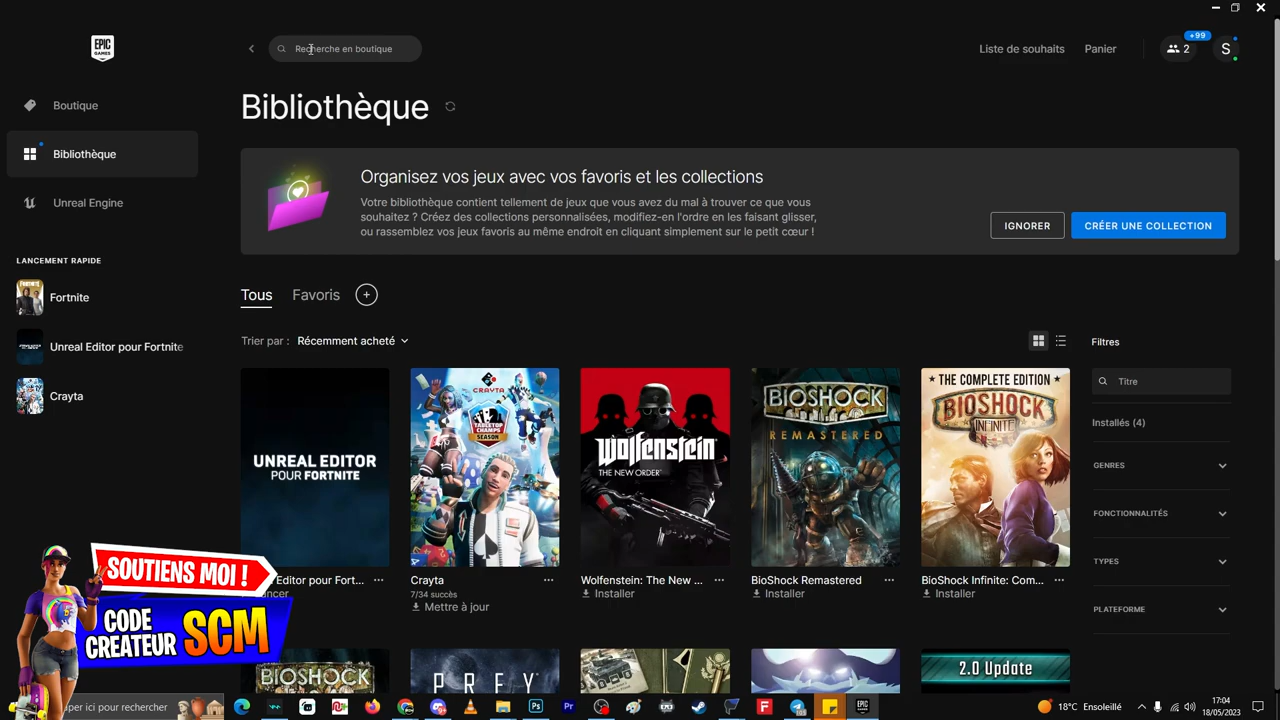 EPIC
GAMES
Recherche en boutique
Liste de souhaits
Panier
+99
2
S
Boutique
Bibliothèque
Unreal Engine
LANCEMENT RAPIDE
Fortnite
Unreal Editor pour Fortnite
Crayta
Bibliothèque
Organisez vos jeux avec vos favoris et les collections
Votre bibliothèque contient tellement de jeux que vous avez du mal à trouver ce que vous
souhaitez ? Créez des collections personnalisées, modifiez-en l'ordre en les faisant glisser,
ou rassemblez vos jeux favoris au même endroit en cliquant simplement sur le petit cœur !
IGNORER
CRÉER UNE COLLECTION
Tous
Favoris
Trier par : Récemment acheté
Filtres
Titre
Installés (4)
GENRES
FONCTIONNALITÉS
TYPES
PLATEFORME
UNREAL EDITOR
POUR FORTNITE
CRAYTA
TABLETOP
CHAMPS
SEASON
Wolfenstein
THE NEW ORDER
BIOSHOCK
REMASTERED
THE COMPLETE EDITION
BIOSHOCK
INFINITE
Editor pour Fort...
Crayta
7/34 succès
Mettre à jour
Wolfenstein: The New ...
Installer
BioShock Remastered
Installer
BioShock Infinite: Com...
Installer
BIOSHOCK
PREY
2.0 Update
SOUTIENS MOI !
CODE
CREATEUR
SCM
per ici pour rechercher
18°C Ensoleillé
17:04
18/05/2023